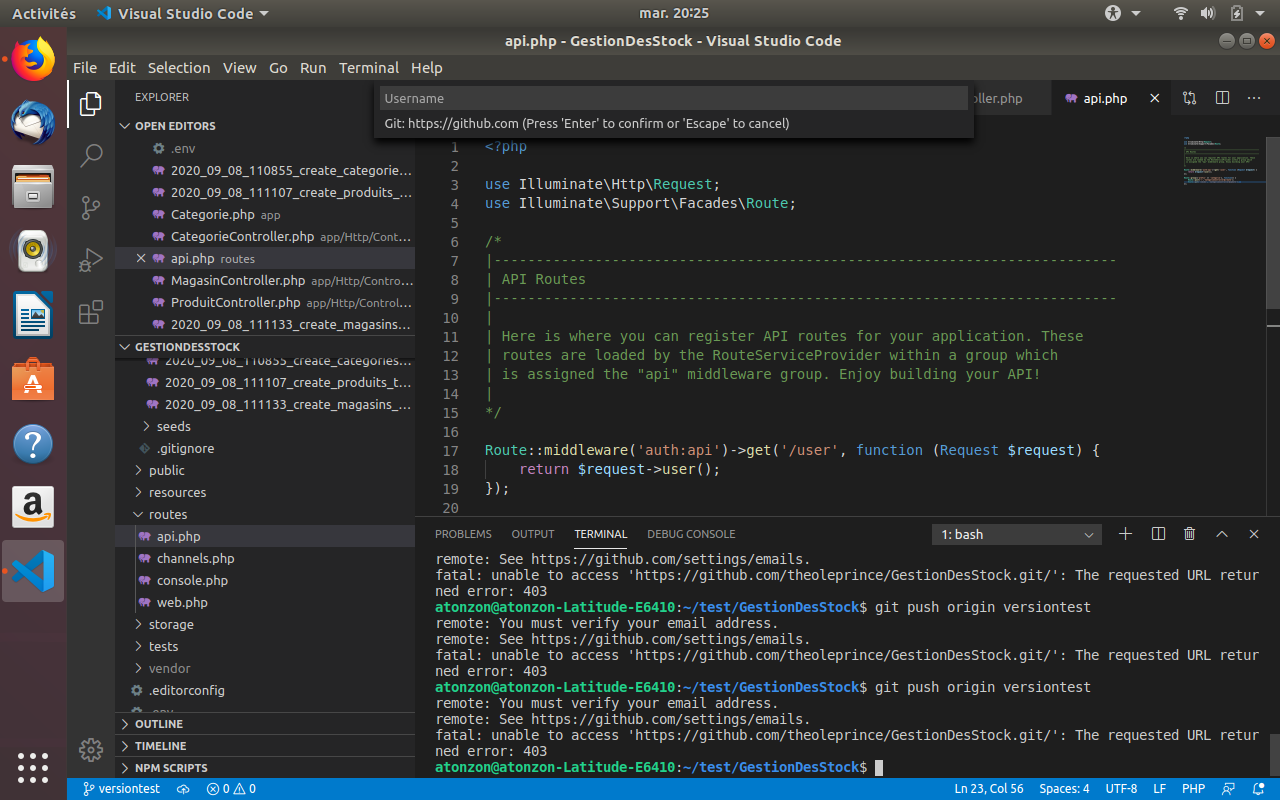 Activités
Visual Studio Code
mar. 20:25
api.php - GestionDesStock - Visual Studio Code
File Edit Selection View Go Run Terminal Help
EXPLORER
Username
Git: https://github.com (Press 'Enter' to confirm or 'Escape' to cancel)
oller.php
api.php
OPEN EDITORS
.env
2020_09_08_110855_create_categorie...
2020_09_08_111107_create_produits_...
Categorie.php app
CategorieController.php app/Http/Cont...
api.php routes
MagasinController.php app/Http/Contro...
ProduitController.php app/Http/Control...
2020_09_08_111133_create_magasins...
GESTIONDESSTOCK
2020_09_08_110855_create_categories...
2020_09_08_111107_create_produits_t...
2020_09_08_111133_create_magasins_...
seeds
.gitignore
public
resources
routes
api.php
channels.php
console.php
web.php
storage
tests
vendor
.editorconfig
.env
OUTLINE
TIMELINE
NPM SCRIPTS
1 <?php
2
3 use Illuminate\Http\Request;
4 use Illuminate\Support\Facades\Route;
5
6 /*
7 |--------------------------------------------------------------------------
8 | API Routes
9 |--------------------------------------------------------------------------
10 |
11 | Here is where you can register API routes for your application. These
12 | routes are loaded by the RouteServiceProvider within a group which
13 | is assigned the "api" middleware group. Enjoy building your API!
14 |
15 */
16
17 Route::middleware('auth:api')->get('/user', function (Request $request) {
18 return $request->user();
19 });
20
PROBLEMS OUTPUT TERMINAL DEBUG CONSOLE
1: bash
remote: See https://github.com/settings/emails.
fatal: unable to access 'https://github.com/theoleprince/GestionDesStock.git/': The requested URL retur
ned error: 403
atonzon@atonzon-Latitude-E6410:~/test/GestionDesStock$ git push origin versiontest
remote: You must verify your email address.
remote: See https://github.com/settings/emails.
fatal: unable to access 'https://github.com/theoleprince/GestionDesStock.git/': The requested URL retur
ned error: 403
atonzon@atonzon-Latitude-E6410:~/test/GestionDesStock$ git push origin versiontest
remote: You must verify your email address.
remote: See https://github.com/settings/emails.
fatal: unable to access 'https://github.com/theoleprince/GestionDesStock.git/': The requested URL retur
ned error: 403
atonzon@atonzon-Latitude-E6410:~/test/GestionDesStock$
versiontest
0 0
Ln 23, Col 56
Spaces: 4
UTF-8
LF
PHP